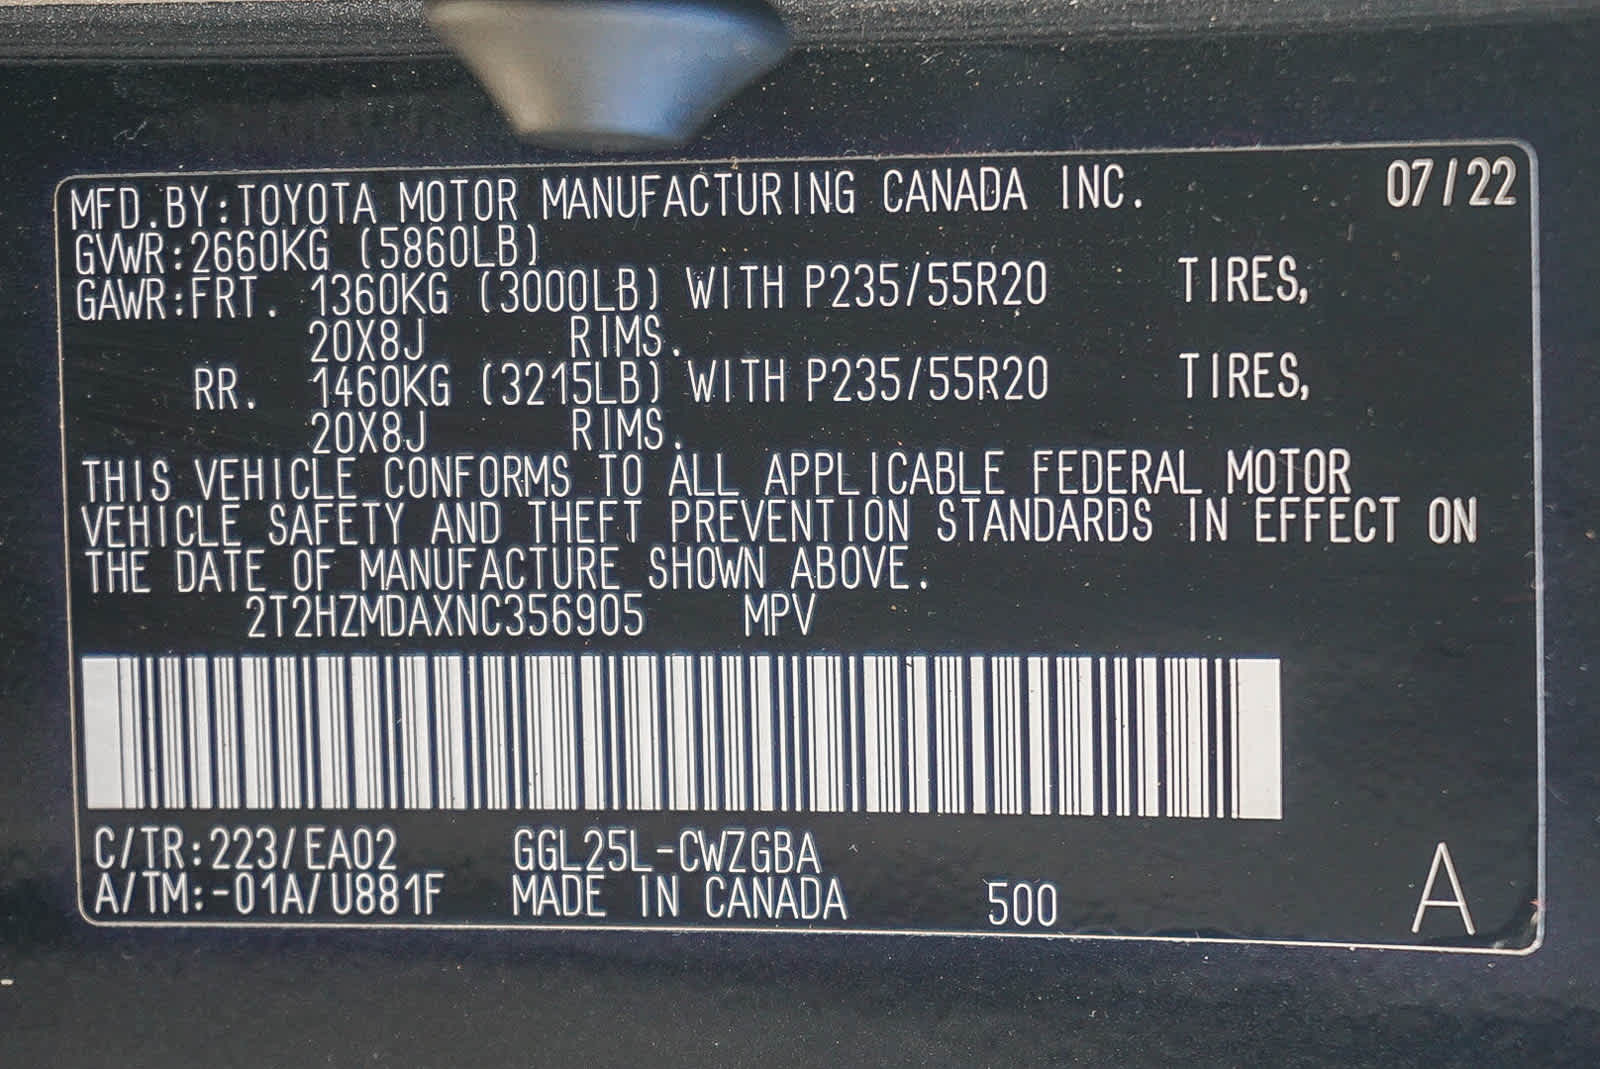 MFD.BY:TOYOTA MOTOR MANUFACTURING CANADA INC. 07/22
GVWR:2660KG (5860LB)
GAWR:FRT. 1360KG (3000LB) WITH P235/55R20 TIRES,
20X8J RIMS.
RR. 1460KG (3215LB) WITH P235/55R20 TIRES,
20X8J RIMS.
THIS VEHICLE CONFORMS TO ALL APPLICABLE FEDERAL MOTOR
VEHICLE SAFETY AND THEFT PREVENTION STANDARDS IN EFFECT ON
THE DATE OF MANUFACTURE SHOWN ABOVE.
2T2HZMDAXNC356905 MPV
C/TR:223/EA02 GGL25L-CWZGBA
A/TM:-01A/U881F MADE IN CANADA 500 A